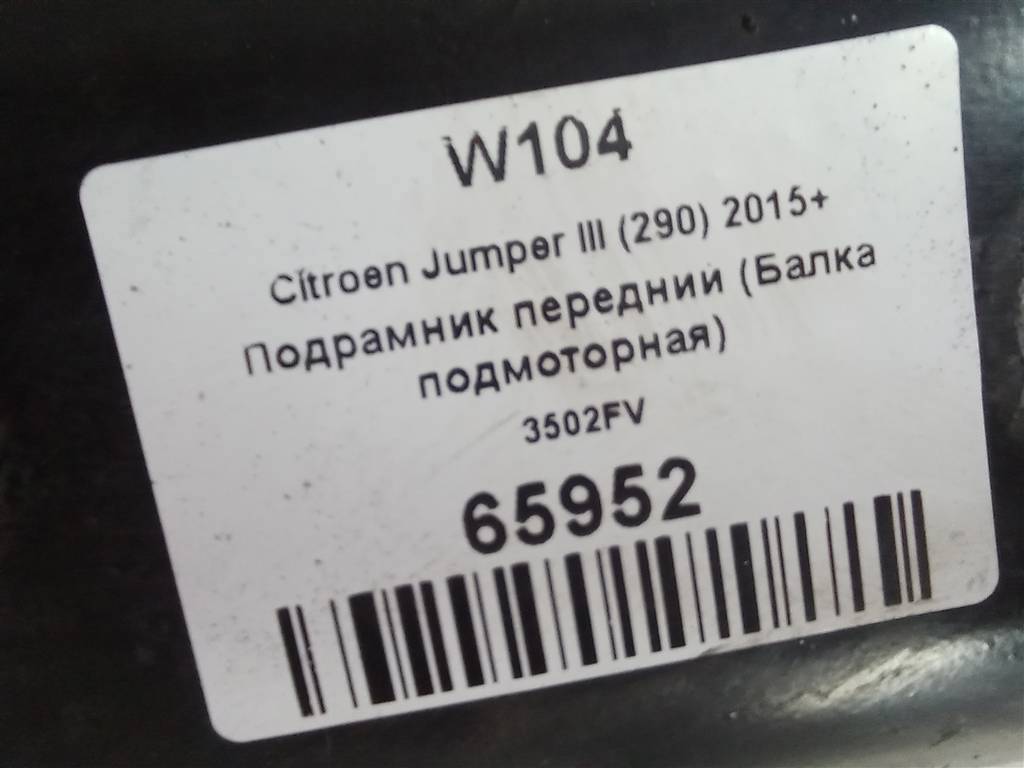 W104
Citroen Jumper III (290) 2015+
Подрамник передний (Балка
подмоторная)
3502FV
65952